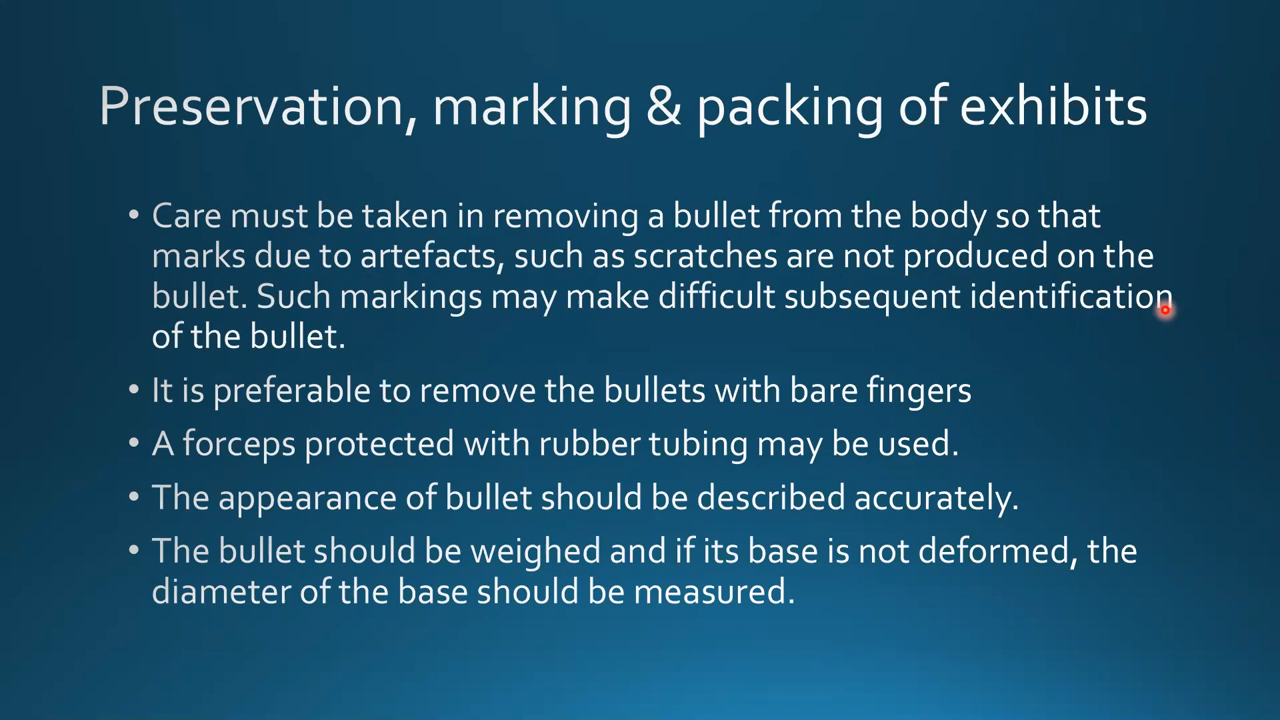 Preservation, marking & packing of exhibits
• Care must be taken in removing a bullet from the body so that
marks due to artefacts, such as scratches are not produced on the
bullet. Such markings may make difficult subsequent identification
of the bullet.
• It is preferable to remove the bullets with bare fingers
• A forceps protected with rubber tubing may be used.
• The appearance of bullet should be described accurately.
• The bullet should be weighed and if its base is not deformed, the
diameter of the base should be measured.